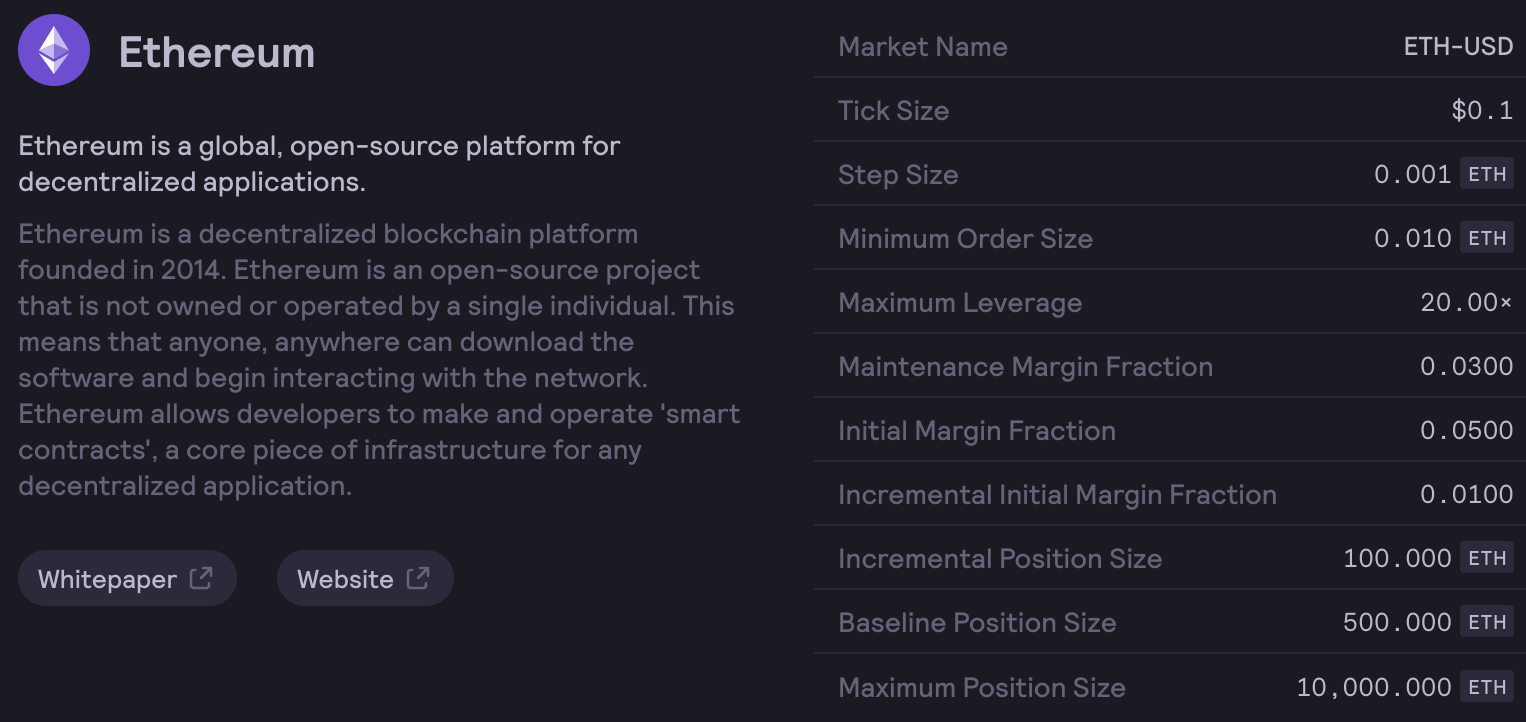 Ethereum
Ethereum is a global, open-source platform for
decentralized applications.
Ethereum is a decentralized blockchain platform
founded in 2014. Ethereum is an open-source project
that is not owned or operated by a single individual. This
means that anyone, anywhere can download the
software and begin interacting with the network.
Ethereum allows developers to make and operate 'smart
contracts', a core piece of infrastructure for any
decentralized application.
Whitepaper Website
Market Name ETH-USD
Tick Size $0.1
Step Size 0.001 ETH
Minimum Order Size 0.010 ETH
Maximum Leverage 20.00×
Maintenance Margin Fraction 0.0300
Initial Margin Fraction 0.0500
Incremental Initial Margin Fraction 0.0100
Incremental Position Size 100.000 ETH
Baseline Position Size 500.000 ETH
Maximum Position Size 10,000.000 ETH